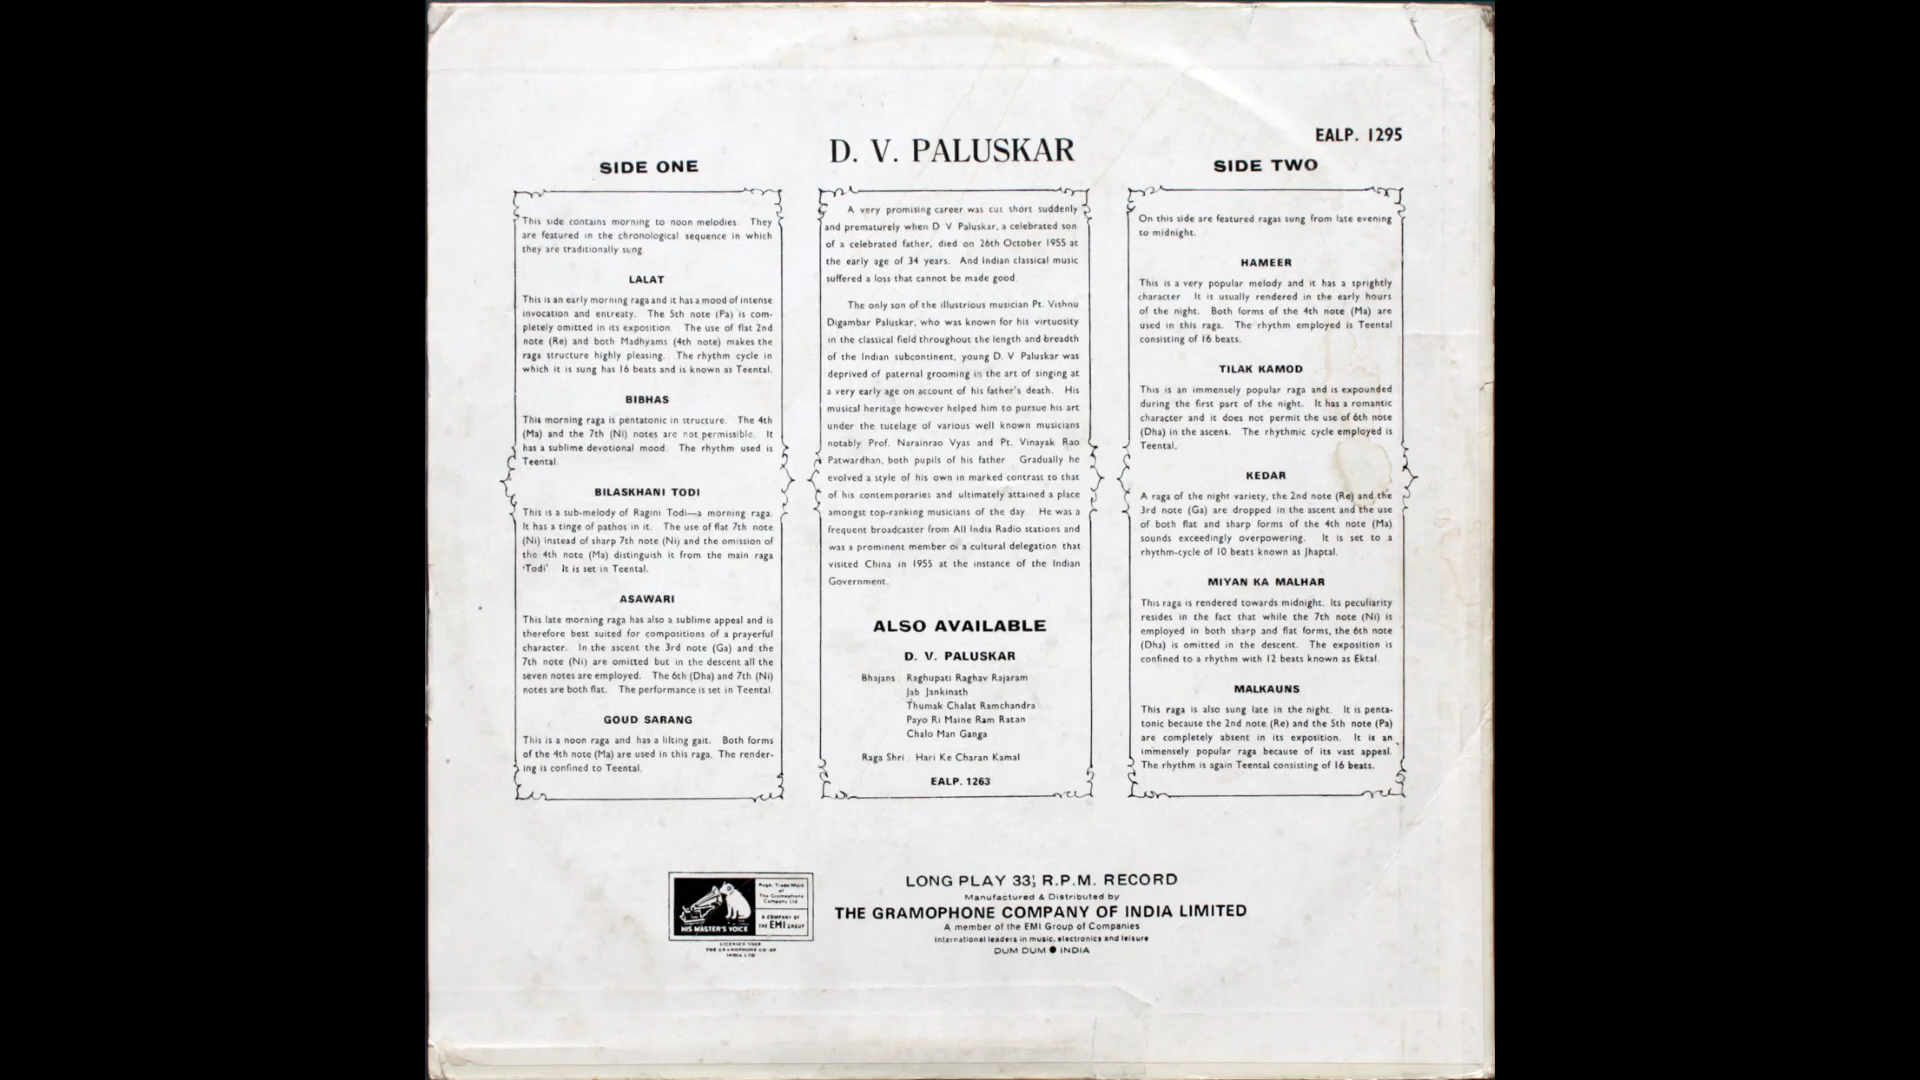 EALP. 1295
D. V. PALUSKAR
SIDE ONE
This side contains morning to noon melodies. They
are featured in the chronological sequence in which
they are traditionally sung.
LALAT
This is an early morning raga and it has a mood of intense
invocation and entreaty. The 5th note (Pa) is com-
pletely omitted in its exposition. The use of flat 2nd
note (Re) and both Madhyams (4th note) makes the
raga structure highly pleasing. The rhythm cycle in
which it is sung has 16 beats and is known as Teental.
BIBHAS
This morning raga is pentatonic in structure. The 4th
(Ma) and the 7th (Ni) notes are not permissible. It
has a sublime devotional mood. The rhythm used is
Teental.
BILASKHANI TODI
This is a sub-melody of Ragini Todi—a morning raga.
It has a tinge of pathos in it. The use of flat 7th note
(Ni) instead of sharp 7th note (Ni) and the omission of
the 4th note (Ma) distinguish it from the main raga
'Todi' It is set in Teental.
ASAWARI
This late morning raga has also a sublime appeal and is
therefore best suited for compositions of a prayerful
character. In the ascent the 3rd note (Ga) and the
7th note (Ni) are omitted but in the descent all the
seven notes are employed. The 6th (Dha) and 7th (Ni)
notes are both flat. The performance is set in Teental.
GOUD SARANG
This is a noon raga and has a lilting gait. Both forms
of the 4th note (Ma) are used in this raga. The render-
ing is confined to Teental.
A very promising career was cut short suddenly
and prematurely when D V Paluskar, a celebrated son
of a celebrated father, died on 26th October 1955 at
the early age of 34 years. And Indian classical music
suffered a loss that cannot be made good.
The only son of the illustrious musician Pt. Vishnu
Digambar Paluskar, who was known for his virtuosity
in the classical field throughout the length and breadth
of the Indian subcontinent, young D. V Paluskar was
deprived of paternal grooming in the art of singing at
a very early age on account of his father's death. His
musical heritage however helped him to pursue his art
under the tutelage of various well known musicians
notably Prof. Narainrao Vyas and Pt. Vinayak Rao
Patwardhan, both pupils of his father Gradually he
evolved a style of his own in marked contrast to that
of his contemporaries and ultimately attained a place
amongst top-ranking musicians of the day. He was a
frequent broadcaster from All India Radio stations and
was a prominent member of a cultural delegation that
visited China in 1955 at the instance of the Indian
Government.
ALSO AVAILABLE
D. V. PALUSKAR
Bhajans : Raghupati Raghav Rajaram
Jab Jankinath
Thumak Chalat Ramchandra
Payo Ri Maine Ram Ratan
Chalo Man Ganga
Raga Shri : Hari Ke Charan Kamal
EALP. 1263
SIDE TWO
On this side are featured ragas sung from late evening
to midnight.
HAMEER
This is a very popular melody and it has a sprightly
character It is usually rendered in the early hours
of the night. Both forms of the 4th note (Ma) are
used in this raga. The rhythm employed is Teental
consisting of 16 beats.
TILAK KAMOD
This is an immensely popular raga and is expounded
during the first part of the night. It has a romantic
character and it does not permit the use of 6th note
(Dha) in the ascent. The rhythmic cycle employed is
Teental.
KEDAR
A raga of the night variety, the 2nd note (Re) and the
3rd note (Ga) are dropped in the ascent and the use
of both flat and sharp forms of the 4th note (Ma)
sounds exceedingly overpowering. It is set to a
rhythm-cycle of 10 beats known as Jhaptal.
MIYAN KA MALHAR
This raga is rendered towards midnight. Its peculiarity
resides in the fact that while the 7th note (Ni) is
employed in both sharp and flat forms, the 6th note
(Dha) is omitted in the descent. The exposition is
confined to a rhythm with 12 beats known as Ektal.
MALKAUNS
This raga is also sung late in the night. It is penta-
tonic because the 2nd note (Re) and the 5th note (Pa)
are completely absent in its exposition. It is an
immensely popular raga because of its vast appeal.
The rhythm is again Teental consisting of 16 beats.
HIS MASTER'S VOICE
Regd. Trade Mark
of
The Gramophone
Company Ltd
A COMPANY OF
THE EMI GROUP
LICENSED USER
THE GRAMOPHONE CO OF
INDIA LTD
LONG PLAY 33⅓ R.P.M. RECORD
Manufactured & Distributed by
THE GRAMOPHONE COMPANY OF INDIA LIMITED
A member of the EMI Group of Companies
International leaders in music, electronics and leisure
DUM DUM ● INDIA